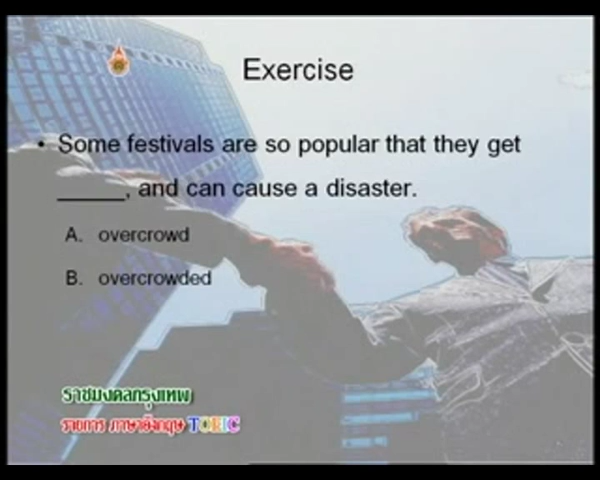 Exercise
• Some festivals are so popular that they get
_____, and can cause a disaster.
A. overcrowd
B. overcrowded
ราชมงคลกรุงเทพ
รายการ ภาษาอังกฤษ TOEIC